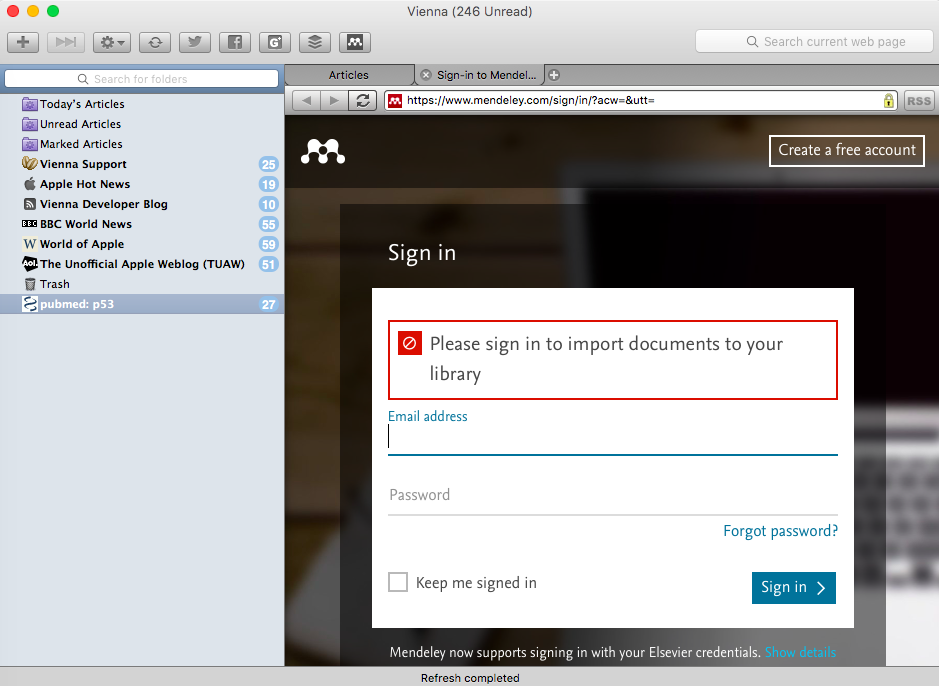 Vienna (246 Unread)
Search current web page
Search for folders
Articles
Sign-in to Mendel...
https://www.mendeley.com/sign/in/?acw=&utt=
RSS
Today's Articles
Unread Articles
Marked Articles
Vienna Support 25
Apple Hot News 19
Vienna Developer Blog 10
BBC BBC World News 55
W World of Apple 59
Aol. The Unofficial Apple Weblog (TUAW) 51
Trash
pubmed: p53 27
Create a free account
Sign in
Please sign in to import documents to your
library
Email address
Password
Forgot password?
Keep me signed in
Sign in
Mendeley now supports signing in with your Elsevier credentials. Show details
Refresh completed